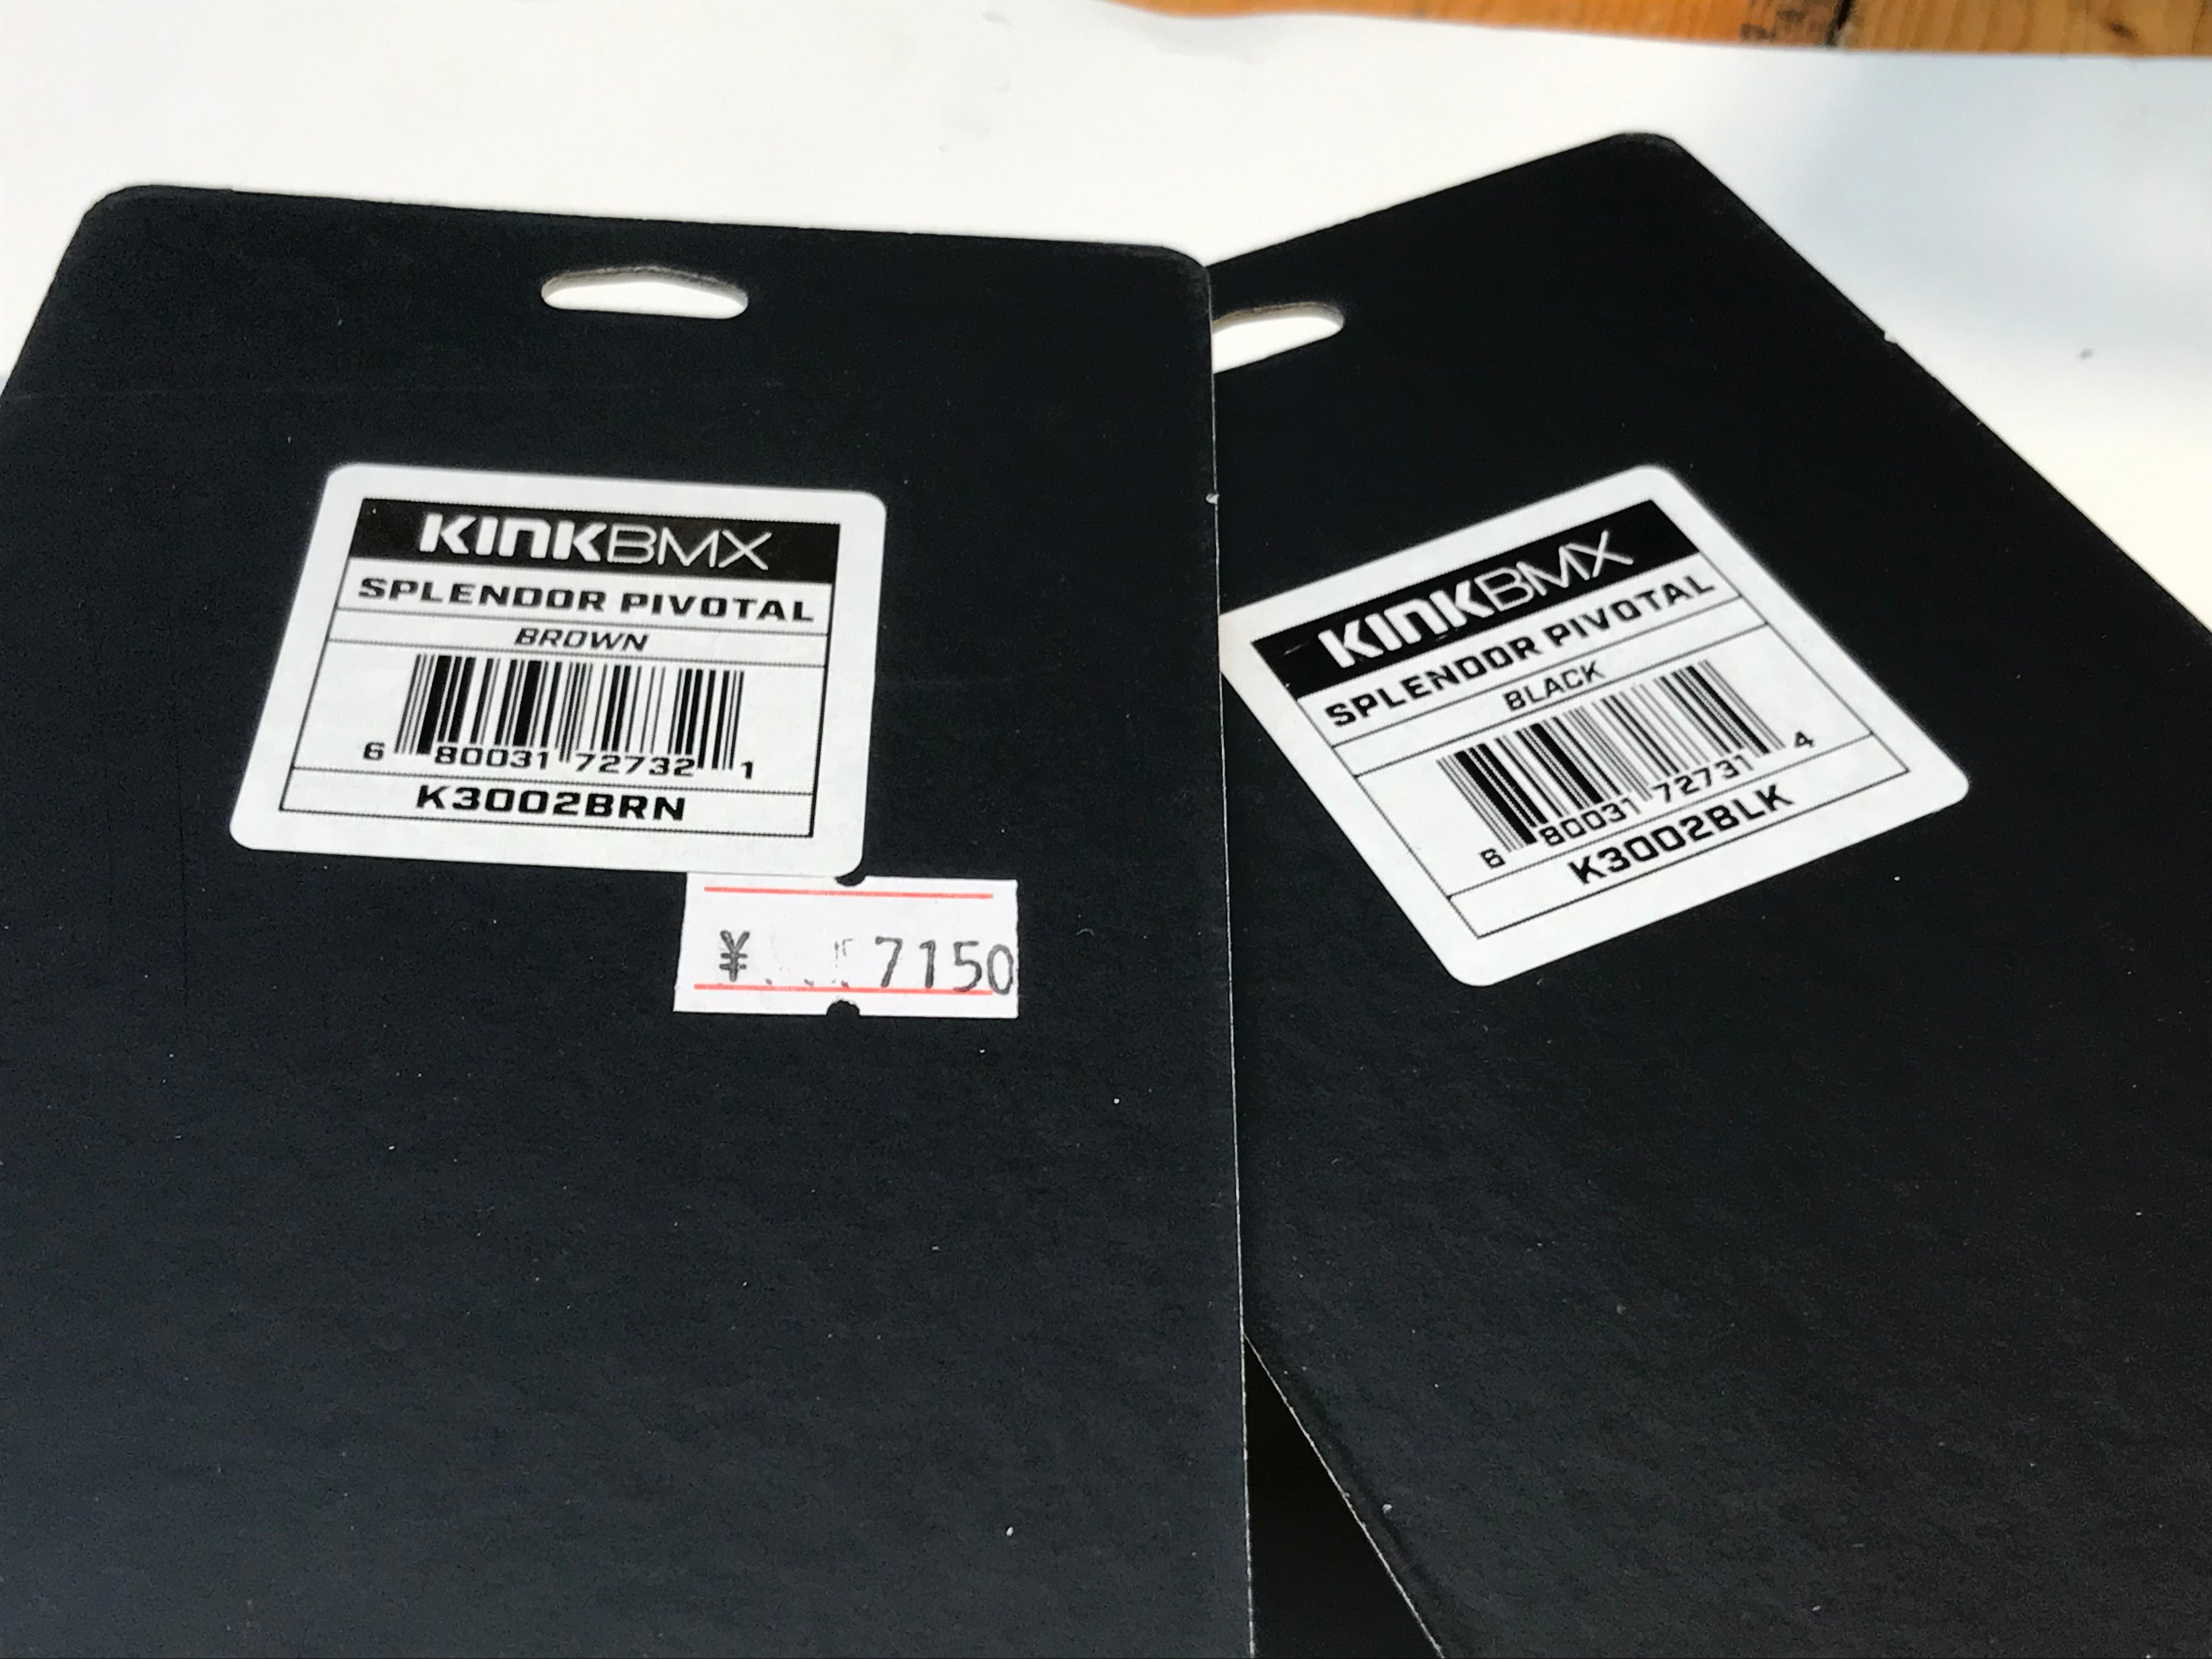 KINKBMX
SPLENDOR PIVOTAL
BROWN
6 80031 72732 1
K3002BRN
¥ 7150
KINKBMX
SPLENDOR PIVOTAL
BLACK
6 80031 72731 4
K3002BLK